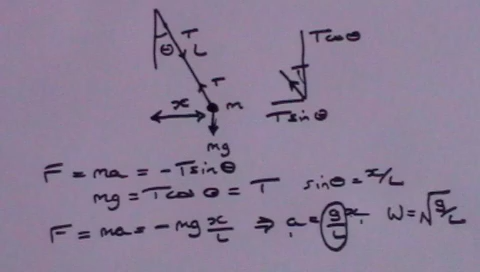 T
θ
L
T
x
m
mg
Tcosθ
T
Tsinθ
F = ma = -Tsinθ
mg = Tcosθ = T sinθ = x/L
F = ma = -mg x/L ⇒ a = g/L x, W = √g/L